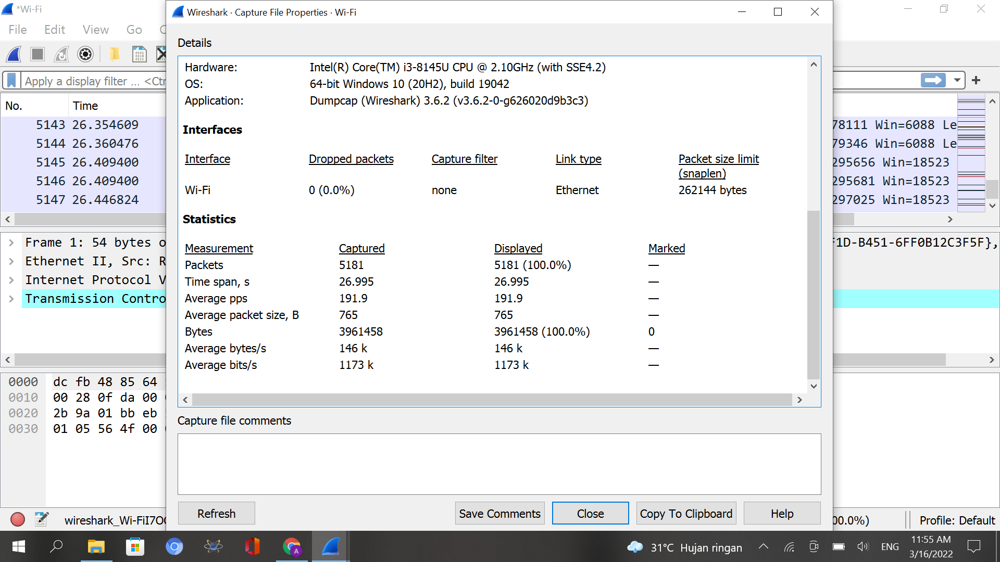 *Wi-Fi
Wireshark · Capture File Properties · Wi-Fi
File Edit View Go
Details
Hardware: Intel(R) Core(TM) i3-8145U CPU @ 2.10GHz (with SSE4.2)
OS: 64-bit Windows 10 (20H2), build 19042
Application: Dumpcap (Wireshark) 3.6.2 (v3.6.2-0-g626020d9b3c3)
Interfaces
Interface Dropped packets Capture filter Link type Packet size limit
(snaplen)
Wi-Fi 0 (0.0%) none Ethernet 262144 bytes
Statistics
Measurement Captured Displayed Marked
Packets 5181 5181 (100.0%) —
Time span, s 26.995 26.995 —
Average pps 191.9 191.9 —
Average packet size, B 765 765 —
Bytes 3961458 3961458 (100.0%) 0
Average bytes/s 146 k 146 k —
Average bits/s 1173 k 1173 k —
Capture file comments
Refresh Save Comments Close Copy To Clipboard Help
Apply a display filter ... <Ctr
No. Time
5143 26.354609 78111 Win=6088 Le
5144 26.360476 79346 Win=6088 Le
5145 26.409400 295656 Win=18523
5146 26.409400 295681 Win=18523
5147 26.446824 297025 Win=18523
Frame 1: 54 bytes o F1D-B451-6FF0B12C3F5F},
Ethernet II, Src: R
Internet Protocol V
Transmission Contro
0000 dc fb 48 85 64
0010 00 28 0f da 00
0020 2b 9a 01 bb eb
0030 01 05 56 4f 00
wireshark_Wi-FiI7O 00.0%) Profile: Default
31°C Hujan ringan ENG 11:55 AM
3/16/2022